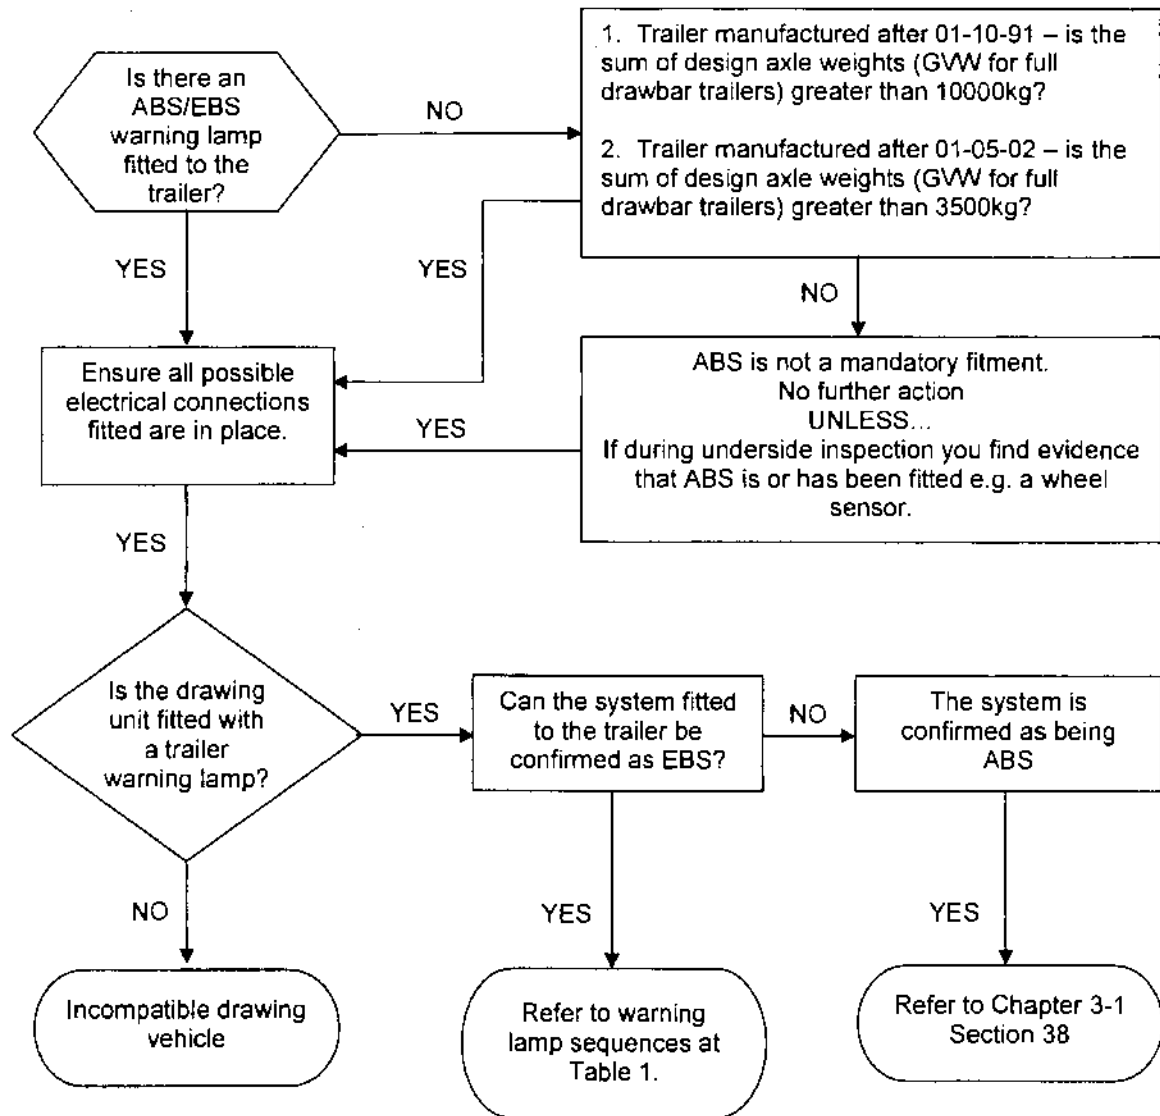 Is there an
ABS/EBS
warning lamp
fitted to the
trailer?
NO
1. Trailer manufactured after 01-10-91 – is the
sum of design axle weights (GVW for full
drawbar trailers) greater than 10000kg?
2. Trailer manufactured after 01-05-02 – is the
sum of design axle weights (GVW for full
drawbar trailers) greater than 3500kg?
YES
YES
NO
Ensure all possible
electrical connections
fitted are in place.
YES
ABS is not a mandatory fitment.
No further action
UNLESS...
If during underside inspection you find evidence
that ABS is or has been fitted e.g. a wheel
sensor.
YES
Is the drawing
unit fitted with
a trailer
warning lamp?
YES
Can the system fitted
to the trailer be
confirmed as EBS?
NO
The system is
confirmed as being
ABS
NO
YES
YES
Incompatible drawing
vehicle
Refer to warning
lamp sequences at
Table 1.
Refer to Chapter 3-1
Section 38